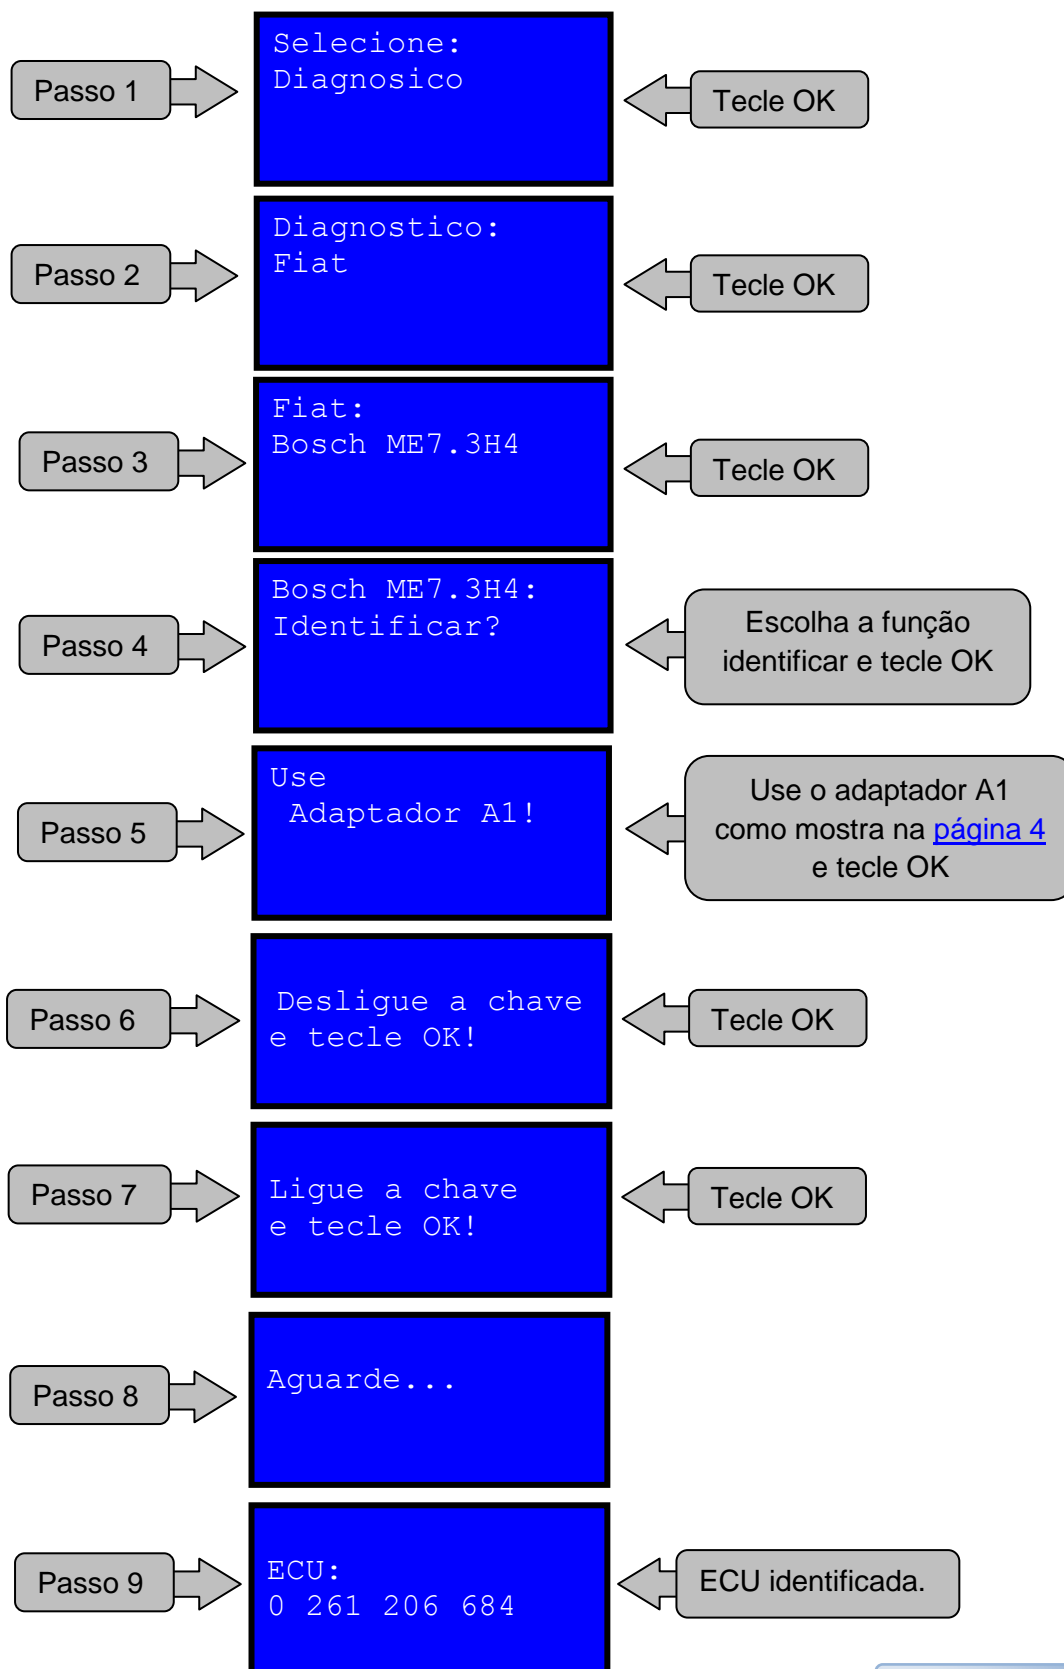 Passo 1
Selecione:
Diagnosico
Tecle OK
Passo 2
Diagnostico:
Fiat
Tecle OK
Passo 3
Fiat:
Bosch ME7.3H4
Tecle OK
Passo 4
Bosch ME7.3H4:
Identificar?
Escolha a função
identificar e tecle OK
Passo 5
Use
Adaptador A1!
Use o adaptador A1
como mostra na página 4
e tecle OK
Passo 6
Desligue a chave
e tecle OK!
Tecle OK
Passo 7
Ligue a chave
e tecle OK!
Tecle OK
Passo 8
Aguarde...
Passo 9
ECU:
0 261 206 684
ECU identificada.